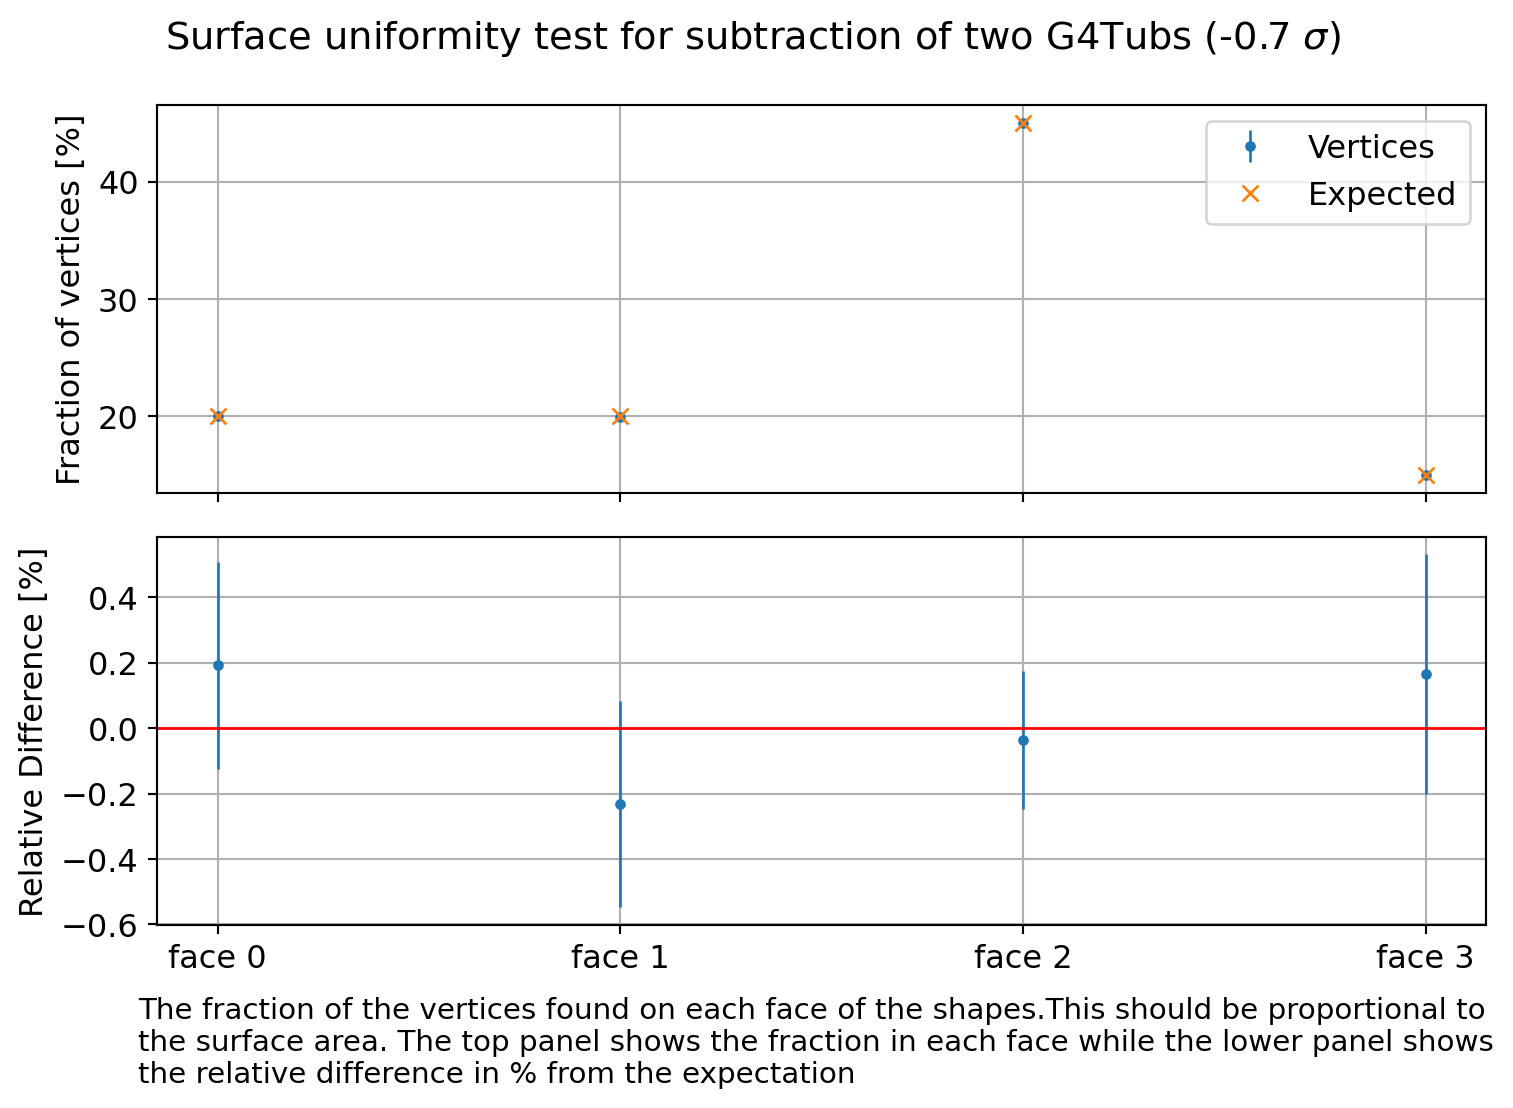 Surface uniformity test for subtraction of two G4Tubs (-0.7 σ)
Fraction of vertices [%]
40
30
20
Vertices
Expected
Relative Difference [%]
0.4
0.2
0.0
−0.2
−0.4
−0.6
face 0
face 1
face 2
face 3
The fraction of the vertices found on each face of the shapes.This should be proportional to
the surface area. The top panel shows the fraction in each face while the lower panel shows
the relative difference in % from the expectation